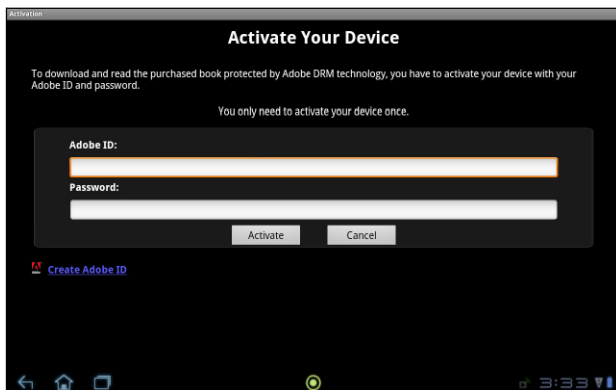 Activation
Activate Your Device
To download and read the purchased book protected by Adobe DRM technology, you have to activate your device with your
Adobe ID and password.
You only need to activate your device once.
Adobe ID:
Password:
Activate Cancel
Create Adobe ID
3:33